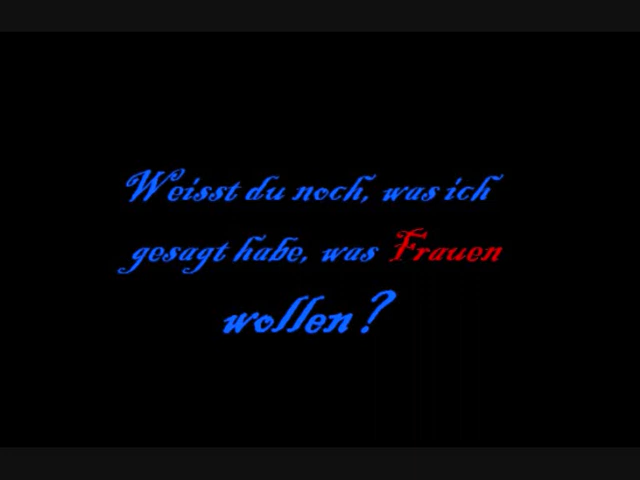 Weisst du noch, was ich
gesagt habe, was Frauen
wollen?